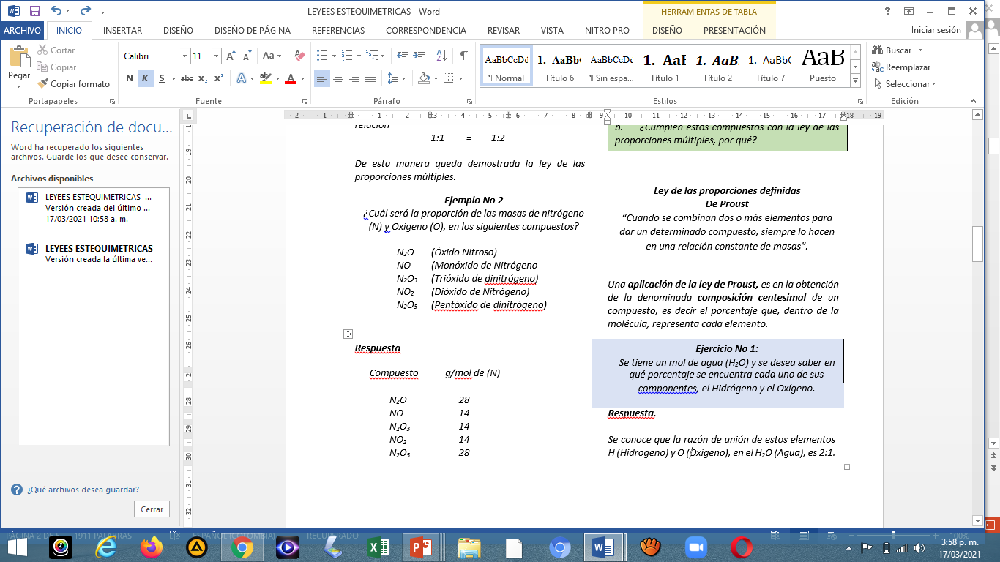 LEYEES ESTEQUIMETRICAS - Word
HERRAMIENTAS DE TABLA
ARCHIVO INICIO INSERTAR DISEÑO DISEÑO DE PÁGINA REFERENCIAS CORRESPONDENCIA REVISAR VISTA NITRO PRO DISEÑO PRESENTACIÓN
Iniciar sesión
Pegar
Cortar
Copiar
Copiar formato
Portapapeles
Calibri 11
N K S abc x₂ x²
Fuente
Párrafo
AaBbCcDd 1. AaBb( AaBbCcDd 1. AaI 1. AaB 1. AaBbC AaB
¶ Normal Título 6 ¶ Sin espa... Título 1 Título 2 Título 7 Puesto
Estilos
Buscar
Reemplazar
Seleccionar
Edición
Recuperación de docu...
Word ha recuperado los siguientes
archivos. Guarde los que desee conservar.
Archivos disponibles
LEYEES ESTEQUIMETRICAS ...
Versión creada del último ...
17/03/2021 10:58 a. m.
LEYEES ESTEQUIMETRICAS
Versión creada la última ve...
¿Qué archivos desea guardar?
Cerrar
relación
1:1 = 1:2
De esta manera queda demostrada la ley de las
proporciones múltiples.
Ejemplo No 2
¿Cuál será la proporción de las masas de nitrógeno
(N) y Oxigeno (O), en los siguientes compuestos?
N₂O (Óxido Nitroso)
NO (Monóxido de Nitrógeno
N₂O₃ (Trióxido de dinitrógeno)
NO₂ (Dióxido de Nitrógeno)
N₂O₅ (Pentóxido de dinitrógeno)
Respuesta
Compuesto g/mol de (N)
N₂O 28
NO 14
N₂O₃ 14
NO₂ 14
N₂O₅ 28
b. ¿Cumplen estos compuestos con la ley de las
proporciones múltiples, por qué?
Ley de las proporciones definidas
De Proust
“Cuando se combinan dos o más elementos para
dar un determinado compuesto, siempre lo hacen
en una relación constante de masas”.
Una aplicación de la ley de Proust, es en la obtención
de la denominada composición centesimal de un
compuesto, es decir el porcentaje que, dentro de la
molécula, representa cada elemento.
Ejercicio No 1:
Se tiene un mol de agua (H₂O) y se desea saber en
qué porcentaje se encuentra cada uno de sus
componentes, el Hidrógeno y el Oxígeno.
Respuesta.
Se conoce que la razón de unión de estos elementos
H (Hidrogeno) y O (Oxígeno), en el H₂O (Agua), es 2:1.
1911 PALABRAS ESPAÑOL (COLOMBIA) RECUPERADO 100%
3:58 p. m.
17/03/2021